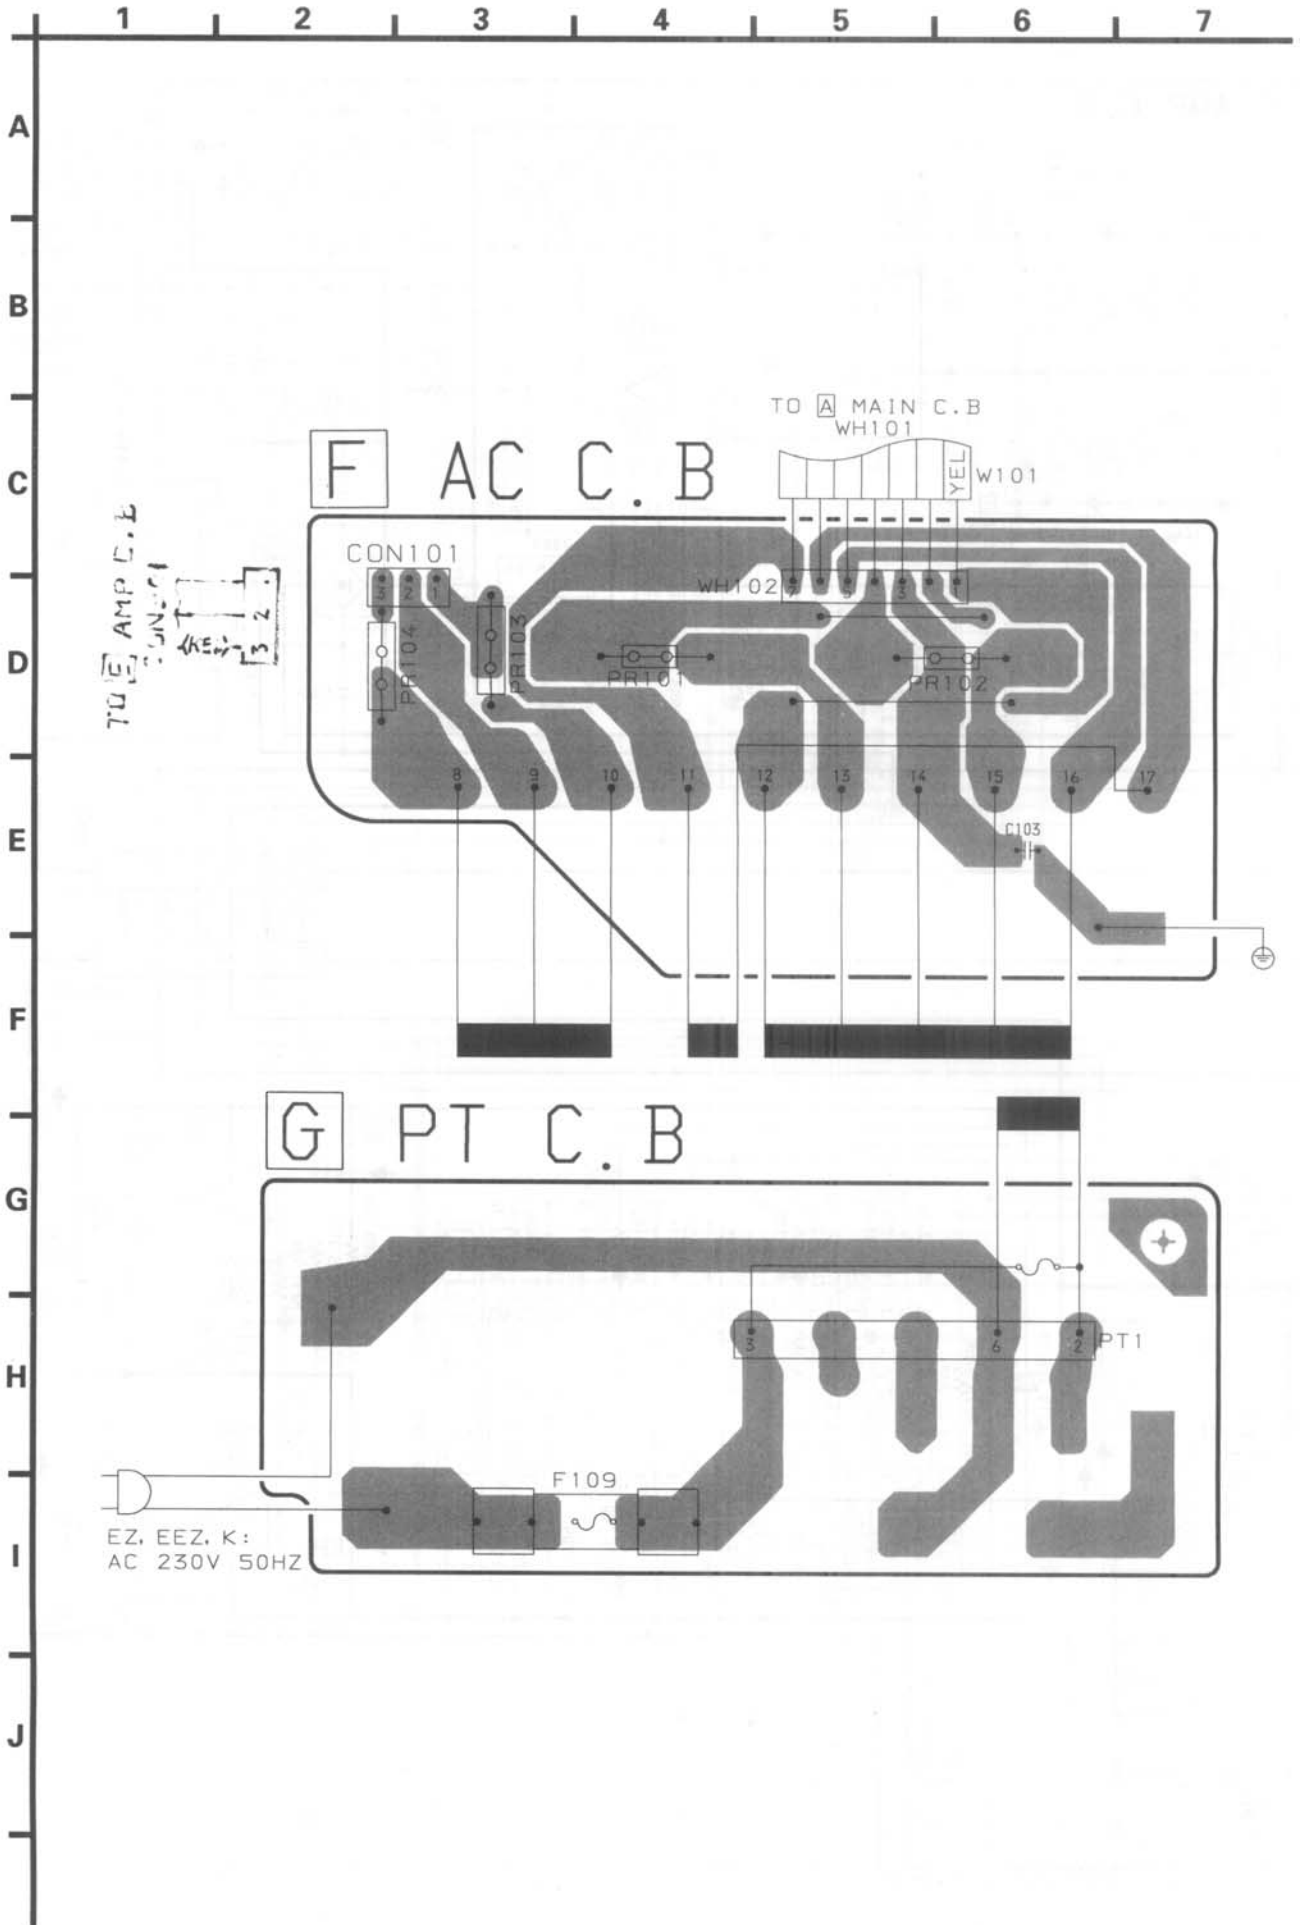 1 2 3 4 5 6 7
A
B
C
D
E
F
G
H
I
J
TO A MAIN C.B
WH101
YEL
W101
F AC C.B
TO E AMP C.B
3 2
CON101
3 2 1
PR104
PR103
PR101
WH102
7 5 3 1
PR102
8 9 10 11 12 13 14 15 16 17
C103
G PT C.B
3 6 2
PT1
F109
EZ, EEZ, K:
AC 230V 50HZ